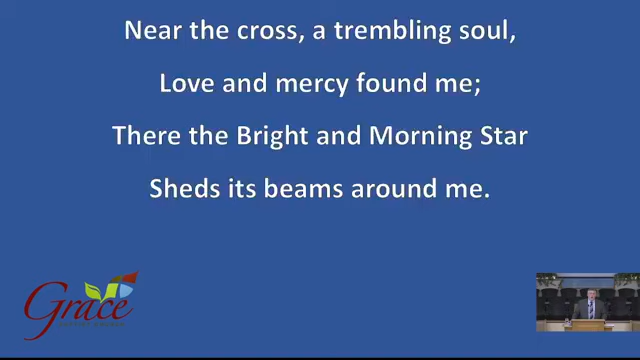 Near the cross, a trembling soul,
Love and mercy found me;
There the Bright and Morning Star
Sheds its beams around me.
Grace